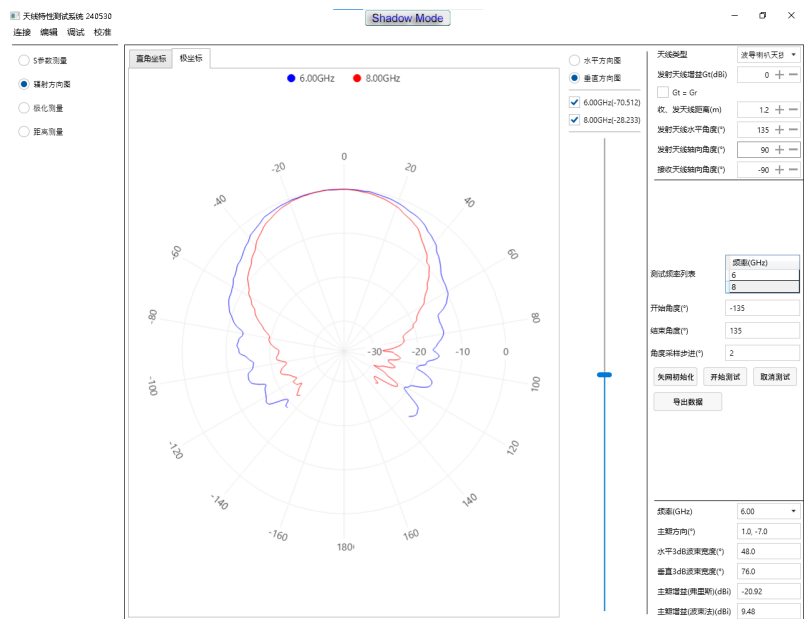 天线特性测试系统 240530
Shadow Mode
连接 编辑 调试 校准
S参数测量
辐射方向图
极化测量
距离测量
直角坐标 极坐标
6.00GHz 8.00GHz
0
-20 20
-40 40
-60 60
-80 80
-30 -20 -10 0
-100 100
-120 120
-140 140
-160 160
180
水平方向图
垂直方向图
6.00GHz(-70.512)
8.00GHz(-28.233)
天线类型
发射天线增益Gt(dBi) 0
Gt = Gr
收、发天线距离(m) 1.2
发射天线水平角度(°) 135
发射天线轴向角度(°) 90
接收天线轴向角度(°) -90
测试频率列表
频率(GHz)
6
8
开始角度(°) -135
结束角度(°) 135
角度采样步进(°) 2
矢网初始化 开始测试 取消测试
导出数据
频率(GHz) 6.00
主瓣方向(°) 1.0, -7.0
水平3dB波束宽度(°) 48.0
垂直3dB波束宽度(°) 76.0
主瓣增益(弗里斯)(dBi) -20.92
主瓣增益(波束法)(dBi) 9.48